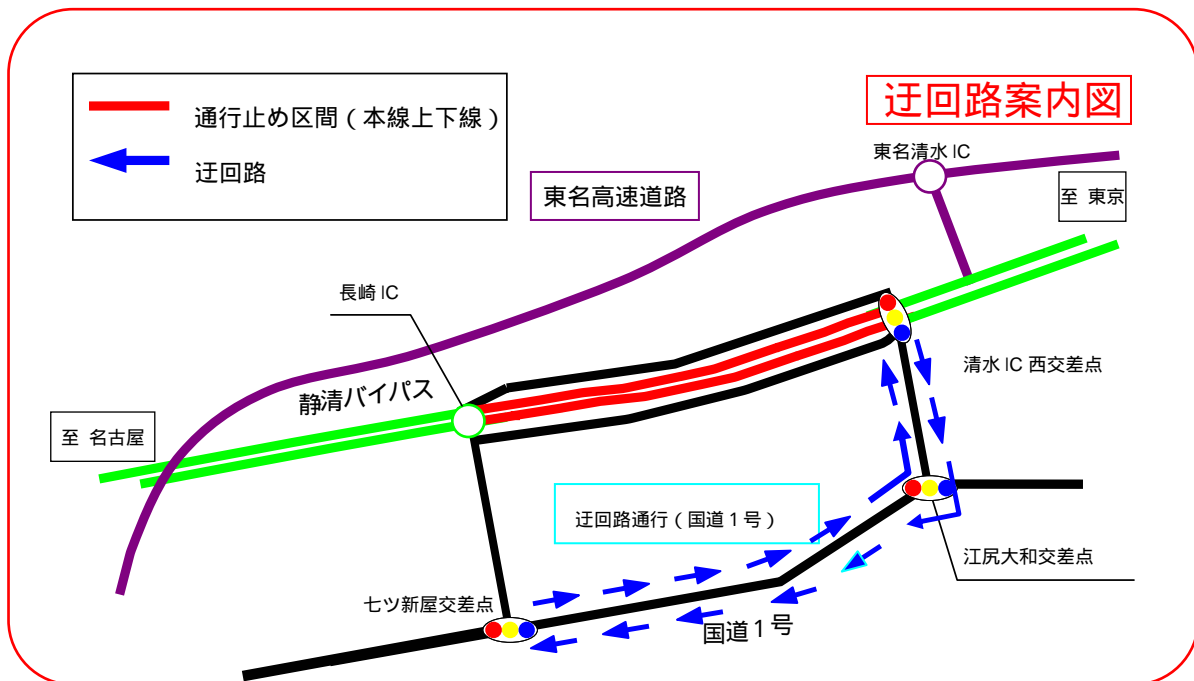 迂回路案内図
通行止め区間（本線上下線）
迂回路
東名清水 IC
東名高速道路
至 東京
長崎 IC
静清バイパス
清水 IC 西交差点
至 名古屋
迂回路通行（国道１号）
江尻大和交差点
七ツ新屋交差点
国道１号